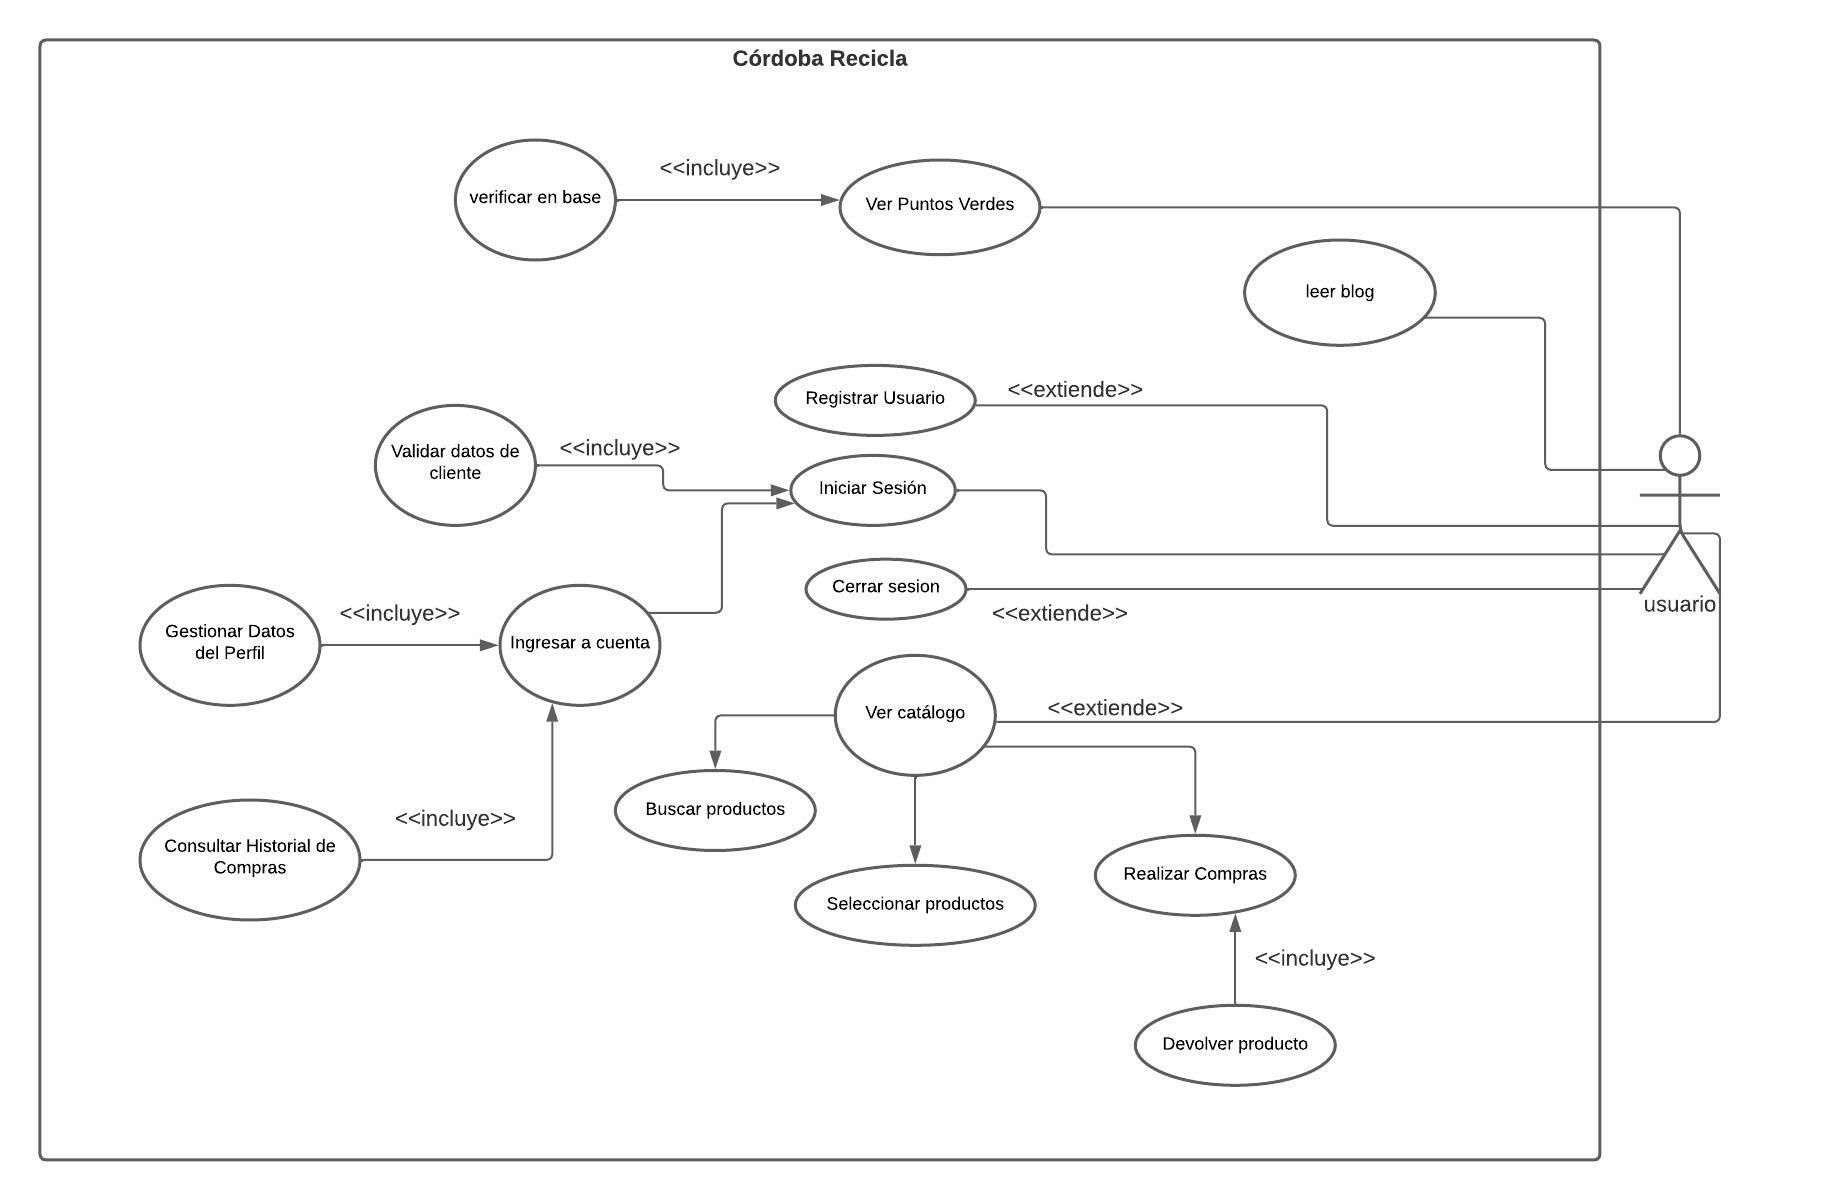 Córdoba Recicla
<<incluye>>
verificar en base
Ver Puntos Verdes
leer blog
Registrar Usuario
<<extiende>>
Validar datos de
cliente
<<incluye>>
Iniciar Sesión
Cerrar sesion
<<extiende>>
usuario
Gestionar Datos
del Perfil
<<incluye>>
Ingresar a cuenta
Ver catálogo
<<extiende>>
Buscar productos
Consultar Historial de
Compras
<<incluye>>
Seleccionar productos
Realizar Compras
<<incluye>>
Devolver producto